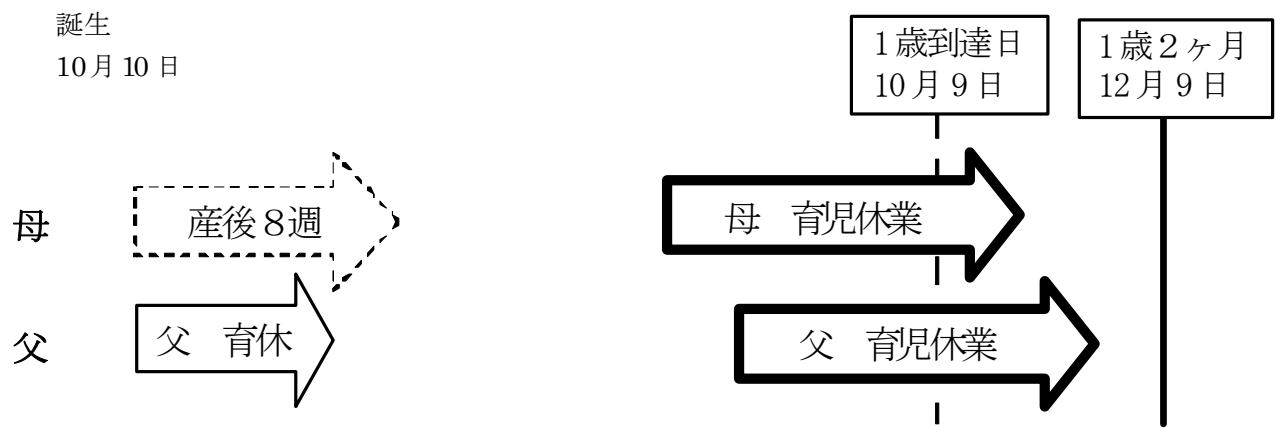 誕生
10月10日
1歳到達日
10月9日
1歳2ヶ月
12月9日
母
産後8週
母　育児休業
父
父　育休
父　育児休業